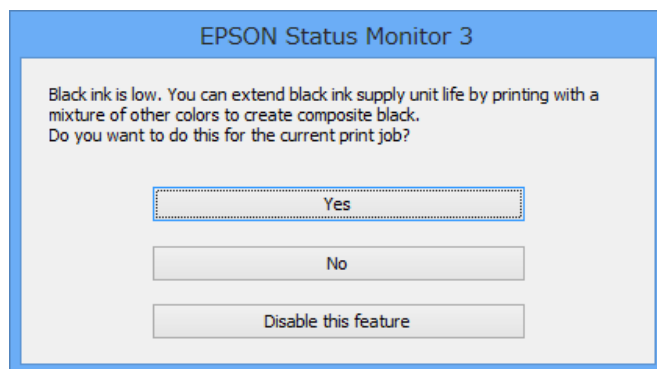 EPSON Status Monitor 3
Black ink is low. You can extend black ink supply unit life by printing with a
mixture of other colors to create composite black.
Do you want to do this for the current print job?
Yes
No
Disable this feature